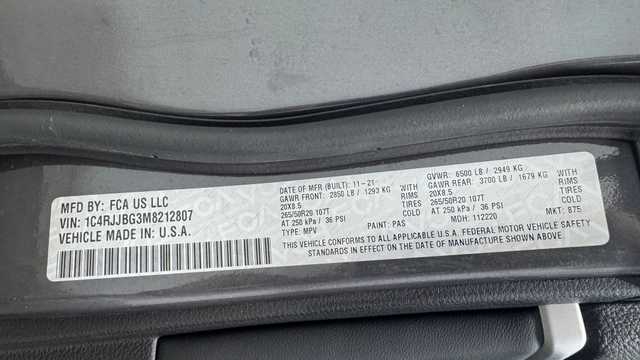 MFD BY: FCA US LLC
VIN: 1C4RJJBG3M8212807
VEHICLE MADE IN: U.S.A.
DATE OF MFR (BUILT): 11-21
GAWR FRONT: 2850 LB / 1293 KG WITH
20X8.5 RIMS
265/50R20 107T TIRES
AT 250 kPa / 36 PSI COLD
TYPE: MPV PAINT: PAS
GVWR: 6500 LB / 2949 KG
GAWR REAR: 3700 LB / 1679 KG WITH
20X8.5 RIMS
265/50R20 107T TIRES
AT 250 kPa / 36 PSI COLD
MDH: 112220 MKT: 875
THIS VEHICLE CONFORMS TO ALL APPLICABLE U.S.A. FEDERAL MOTOR VEHICLE SAFETY
STANDARDS IN EFFECT ON THE DATE OF MANUFACTURE SHOWN ABOVE.